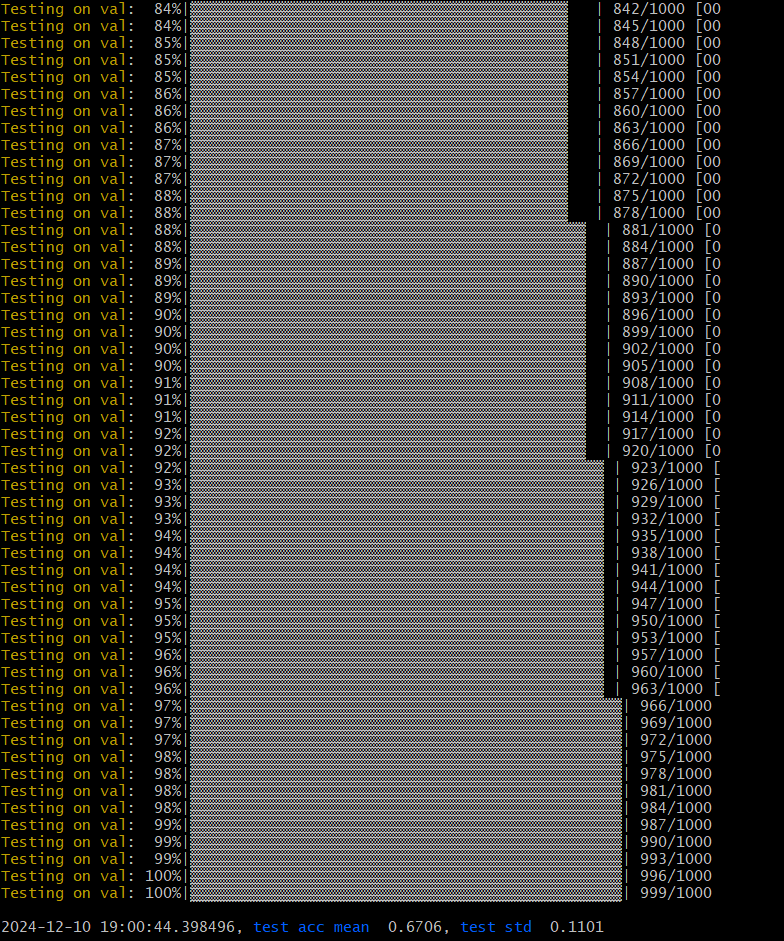 Testing on val:  84%| | 842/1000 [00
Testing on val:  84%| | 845/1000 [00
Testing on val:  85%| | 848/1000 [00
Testing on val:  85%| | 851/1000 [00
Testing on val:  85%| | 854/1000 [00
Testing on val:  86%| | 857/1000 [00
Testing on val:  86%| | 860/1000 [00
Testing on val:  86%| | 863/1000 [00
Testing on val:  87%| | 866/1000 [00
Testing on val:  87%| | 869/1000 [00
Testing on val:  87%| | 872/1000 [00
Testing on val:  88%| | 875/1000 [00
Testing on val:  88%| | 878/1000 [00
Testing on val:  88%| | 881/1000 [0
Testing on val:  88%| | 884/1000 [0
Testing on val:  89%| | 887/1000 [0
Testing on val:  89%| | 890/1000 [0
Testing on val:  89%| | 893/1000 [0
Testing on val:  90%| | 896/1000 [0
Testing on val:  90%| | 899/1000 [0
Testing on val:  90%| | 902/1000 [0
Testing on val:  90%| | 905/1000 [0
Testing on val:  91%| | 908/1000 [0
Testing on val:  91%| | 911/1000 [0
Testing on val:  91%| | 914/1000 [0
Testing on val:  92%| | 917/1000 [0
Testing on val:  92%| | 920/1000 [0
Testing on val:  92%| | 923/1000 [
Testing on val:  93%| | 926/1000 [
Testing on val:  93%| | 929/1000 [
Testing on val:  93%| | 932/1000 [
Testing on val:  94%| | 935/1000 [
Testing on val:  94%| | 938/1000 [
Testing on val:  94%| | 941/1000 [
Testing on val:  94%| | 944/1000 [
Testing on val:  95%| | 947/1000 [
Testing on val:  95%| | 950/1000 [
Testing on val:  95%| | 953/1000 [
Testing on val:  96%| | 957/1000 [
Testing on val:  96%| | 960/1000 [
Testing on val:  96%| | 963/1000 [
Testing on val:  97%| | 966/1000
Testing on val:  97%| | 969/1000
Testing on val:  97%| | 972/1000
Testing on val:  98%| | 975/1000
Testing on val:  98%| | 978/1000
Testing on val:  98%| | 981/1000
Testing on val:  98%| | 984/1000
Testing on val:  99%| | 987/1000
Testing on val:  99%| | 990/1000
Testing on val:  99%| | 993/1000
Testing on val: 100%| | 996/1000
Testing on val: 100%| | 999/1000
2024-12-10 19:00:44.398496, test acc mean  0.6706, test std  0.1101